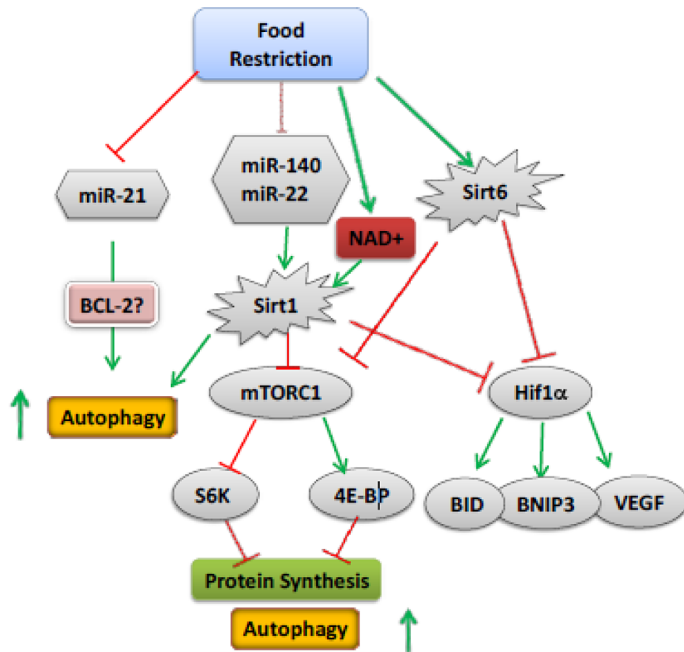 Food
Restriction
miR-21
miR-140
miR-22
Sirt6
NAD+
BCL-2?
Sirt1
Autophagy
mTORC1
Hif1α
S6K
4E-BP
BID
BNIP3
VEGF
Protein Synthesis
Autophagy